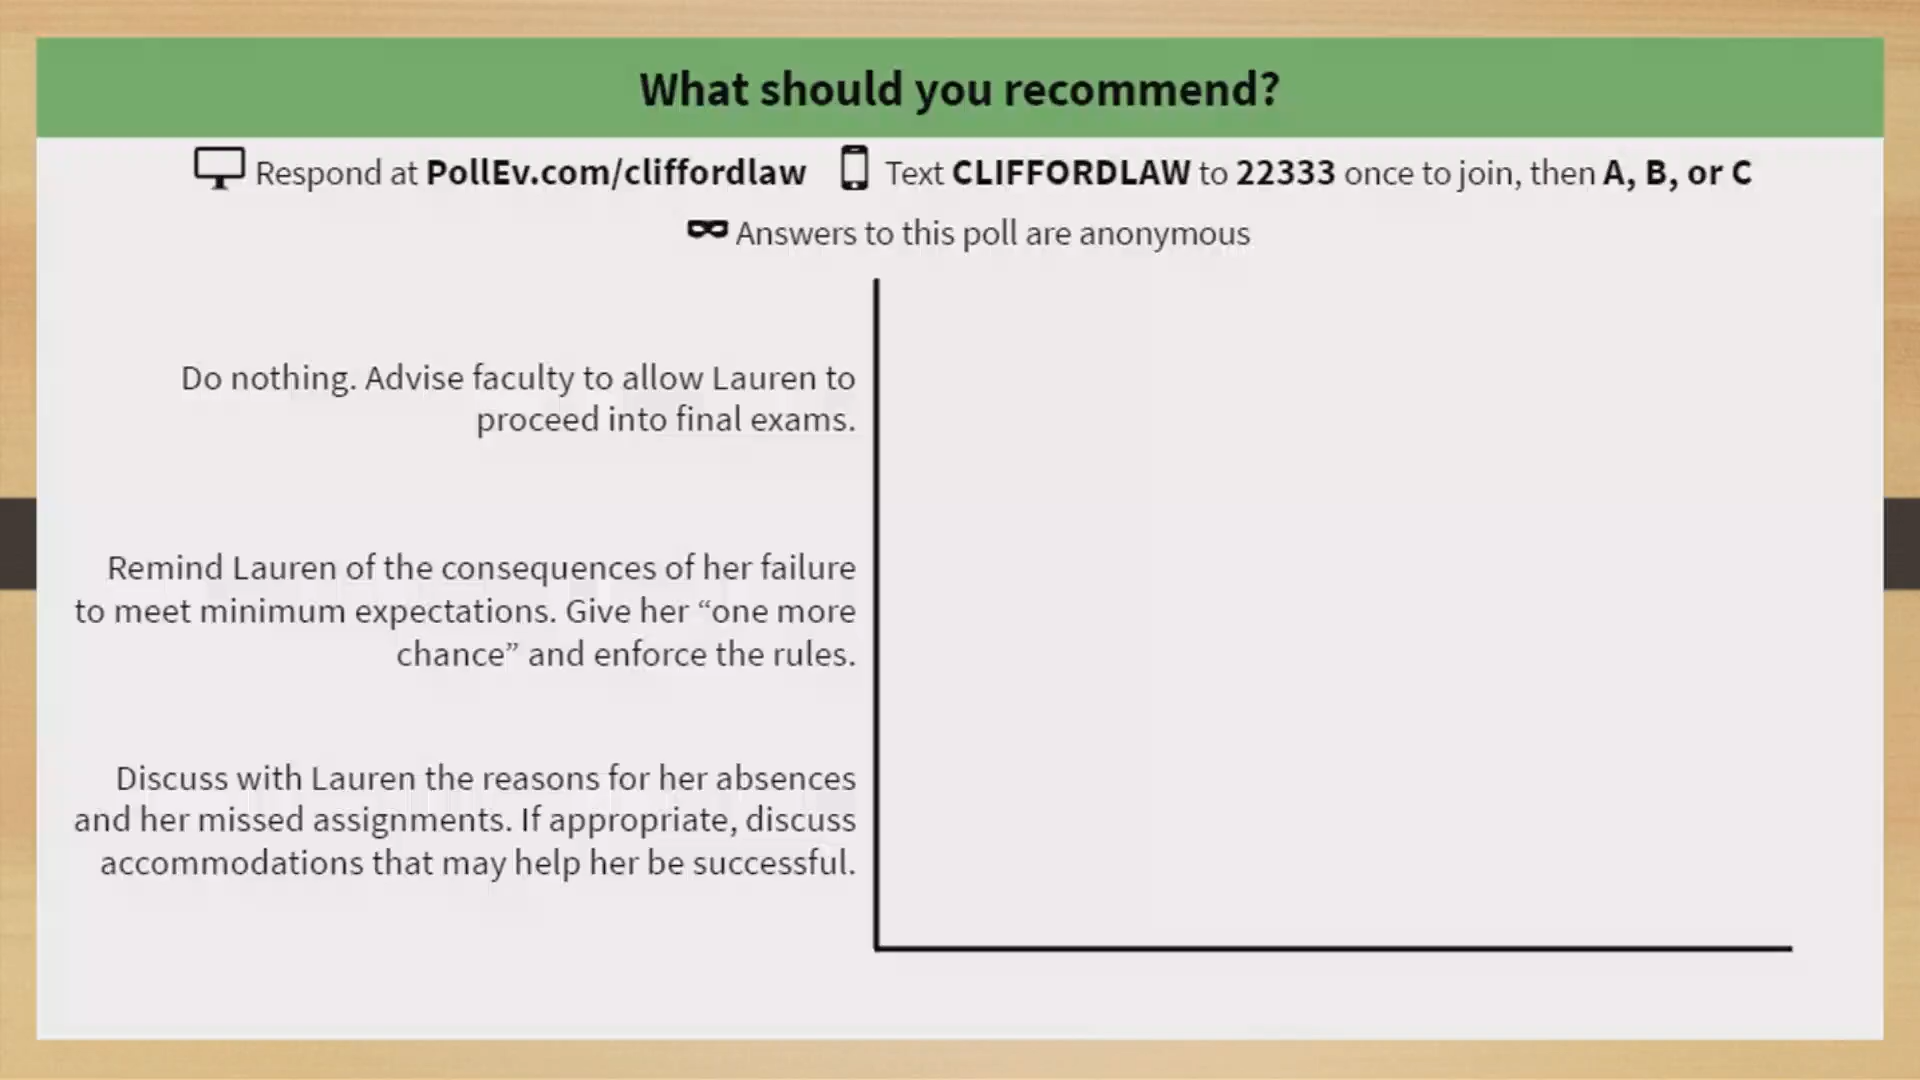 What should you recommend?
Respond at PollEv.com/cliffordlaw Text CLIFFORDLAW to 22333 once to join, then A, B, or C
Answers to this poll are anonymous
Do nothing. Advise faculty to allow Lauren to
proceed into final exams.
Remind Lauren of the consequences of her failure
to meet minimum expectations. Give her “one more
chance” and enforce the rules.
Discuss with Lauren the reasons for her absences
and her missed assignments. If appropriate, discuss
accommodations that may help her be successful.